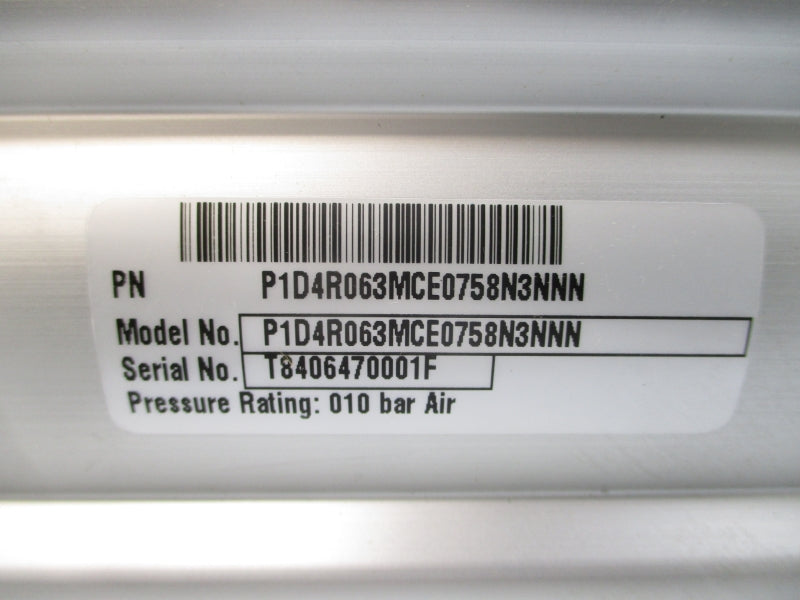 PN P1D4R063MCE0758N3NNN
Model No. P1D4R063MCE0758N3NNN
Serial No. T8406470001F
Pressure Rating: 010 bar Air